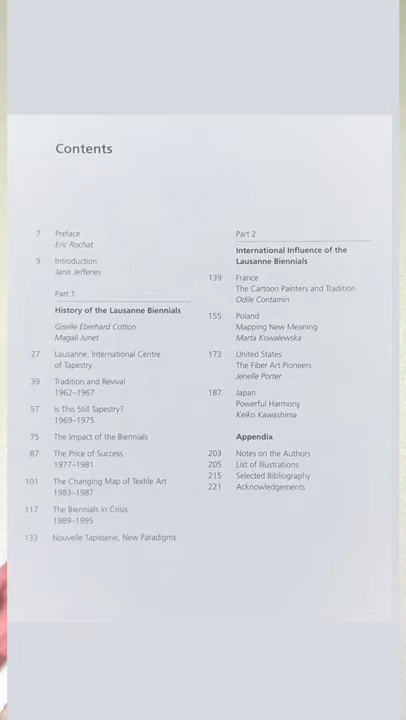 Contents
7 Preface
Eric Rochat
9 Introduction
Janis Jefferies
Part 1
History of the Lausanne Biennials
Giselle Eberhard Cotton
Magali Junet
27 Lausanne, International Centre
of Tapestry
39 Tradition and Revival
1962–1967
57 Is This Still Tapestry?
1969–1975
75 The Impact of the Biennials
87 The Price of Success
1977–1981
101 The Changing Map of Textile Art
1983–1987
117 The Biennials in Crisis
1989–1995
133 Nouvelle Tapisserie, New Paradigms
Part 2
International Influence of the
Lausanne Biennials
139 France
The Cartoon Painters and Tradition
Odile Contamin
155 Poland
Mapping New Meaning
Marta Kowalewska
173 United States
The Fiber Art Pioneers
Jenelle Porter
187 Japan
Powerful Harmony
Keiko Kawashima
Appendix
203 Notes on the Authors
205 List of Illustrations
215 Selected Bibliography
221 Acknowledgements